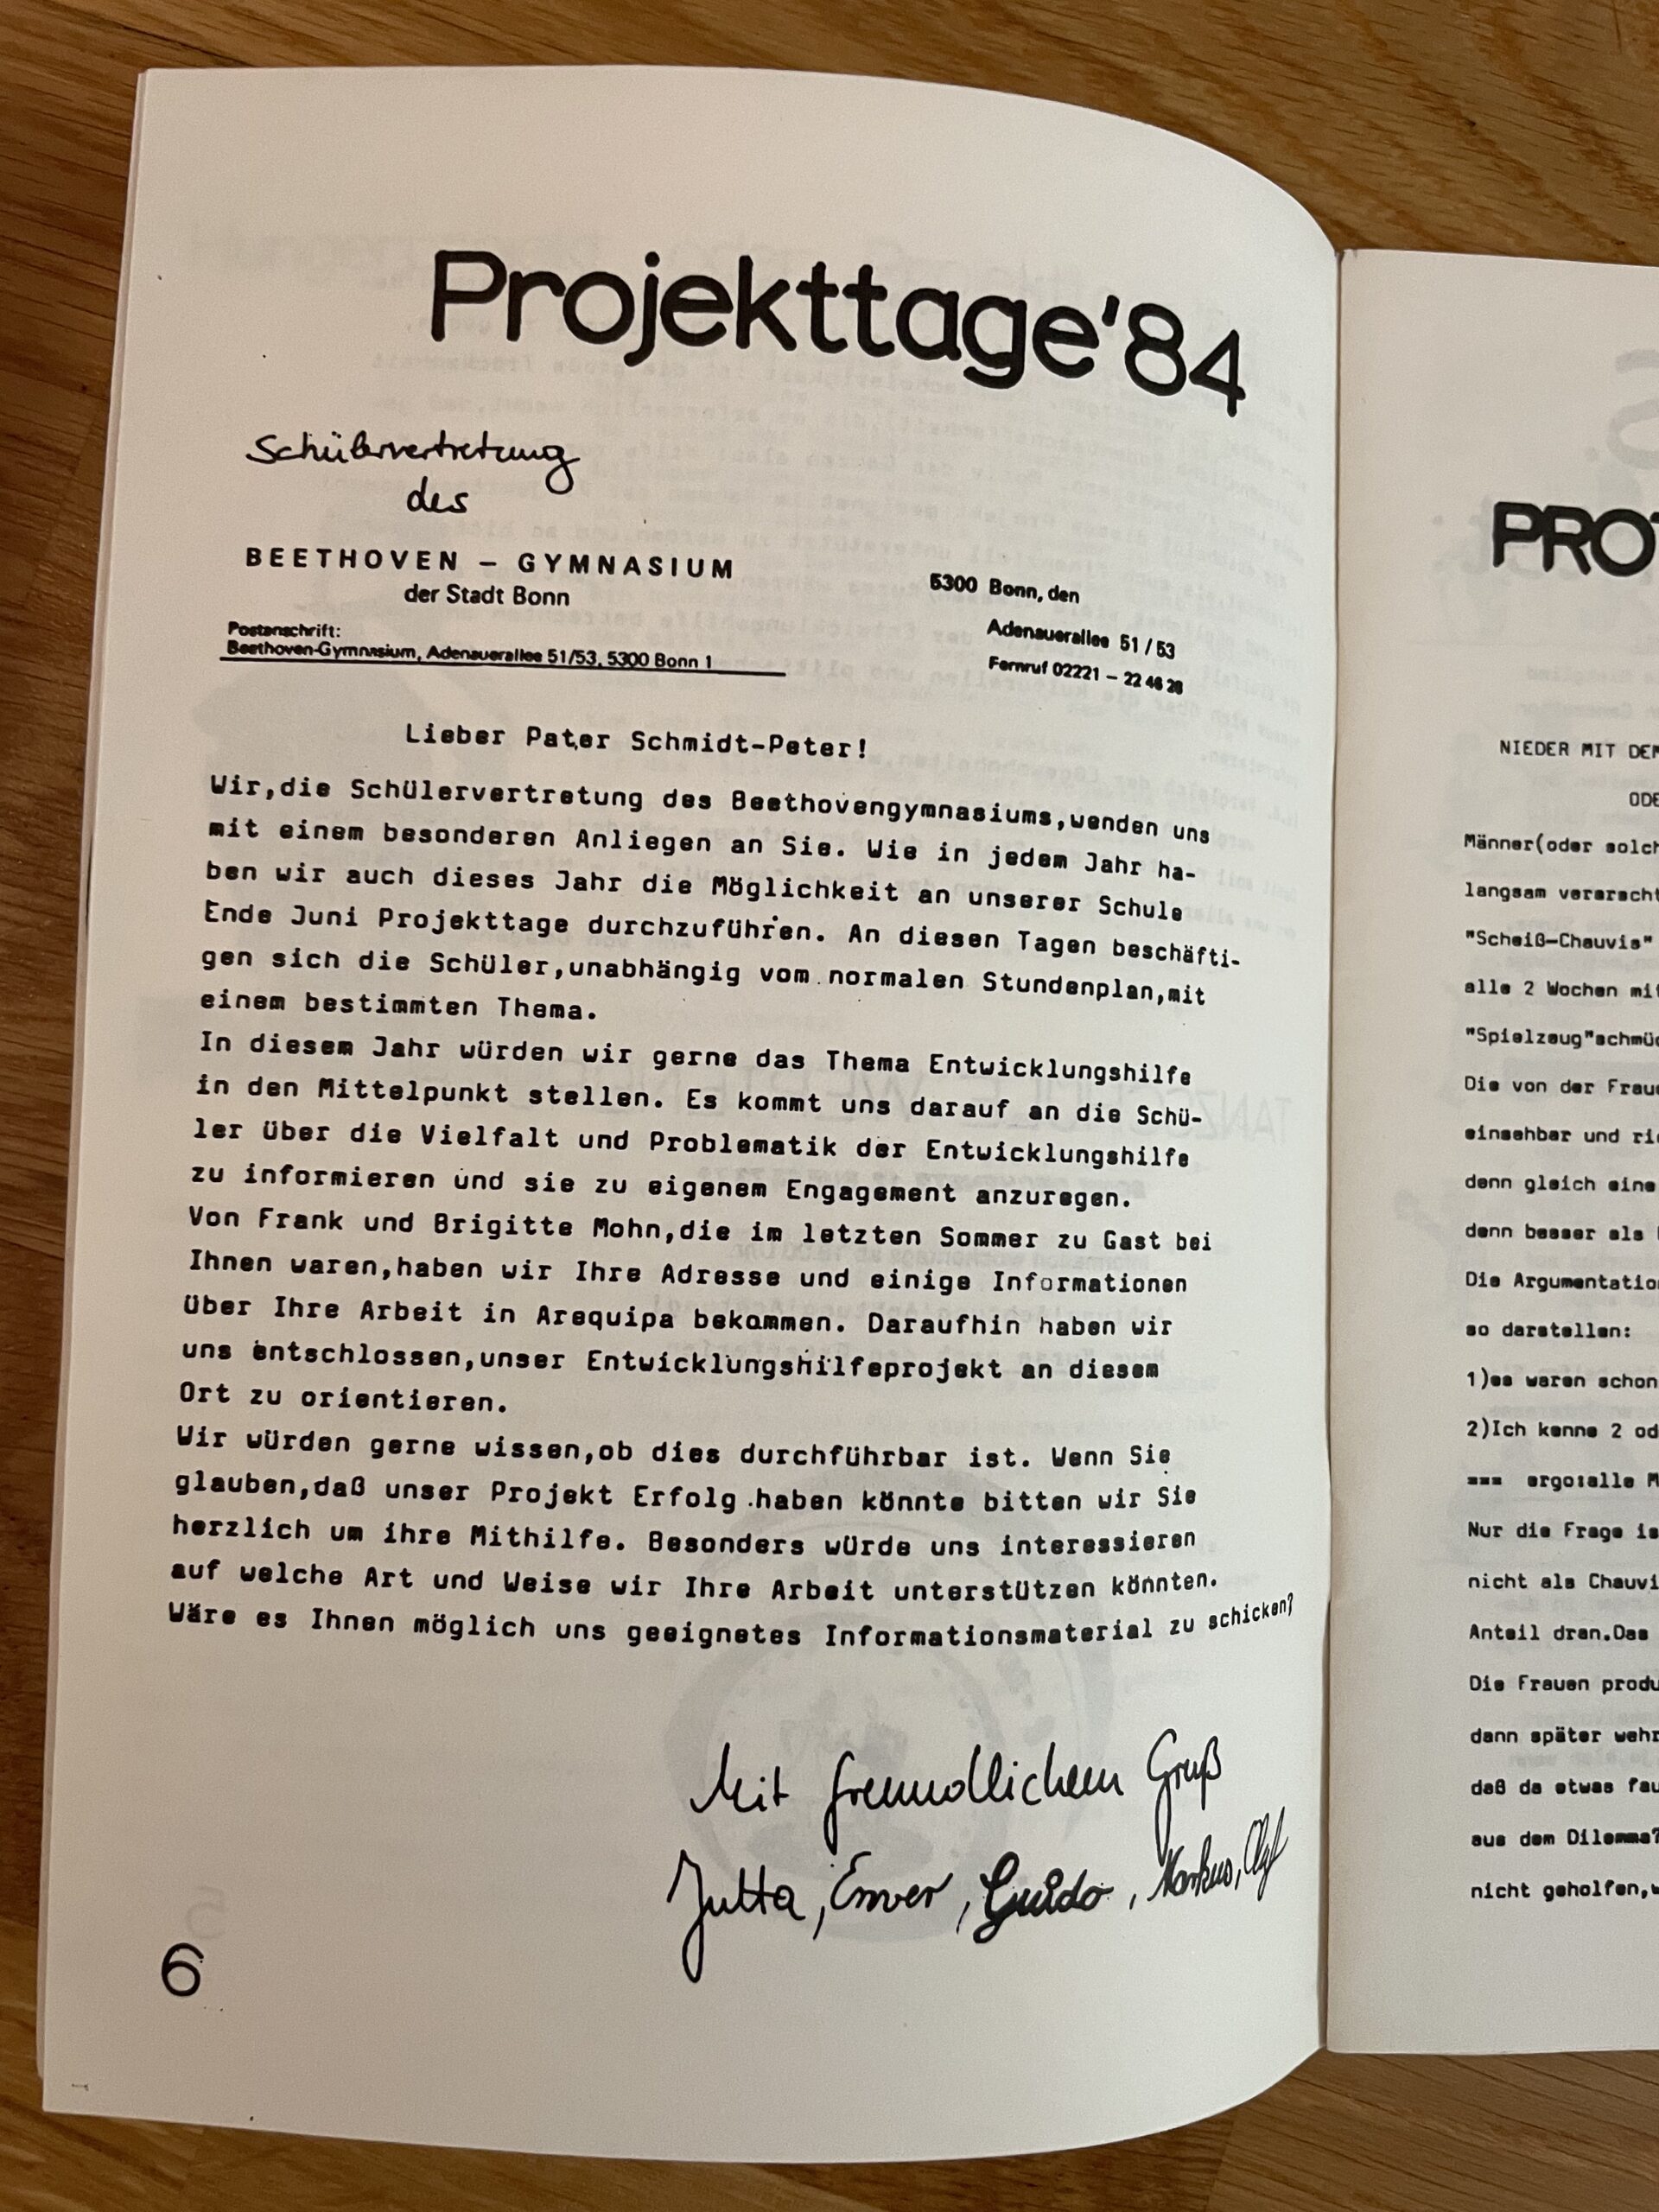 Projekttage'84
Schülervertretung
des
BEETHOVEN – GYMNASIUM
der Stadt Bonn
Postanschrift:
Beethoven-Gymnasium, Adenauerallee 51/53, 5300 Bonn 1
5300 Bonn, den
Adenauerallee 51/53
Fernruf 02221 – 22 46 28
Lieber Pater Schmidt-Peter!
Wir,die Schülervertretung des Beethovengymnasiums,wenden uns
mit einem besonderen Anliegen an Sie. Wie in jedem Jahr ha-
ben wir auch dieses Jahr die Möglichkeit an unserer Schule
Ende Juni Projekttage durchzuführen. An diesen Tagen beschäfti-
gen sich die Schüler,unabhängig vom normalen Stundenplan,mit
einem bestimmten Thema.
In diesem Jahr würden wir gerne das Thema Entwicklungshilfe
in den Mittelpunkt stellen. Es kommt uns darauf an die Schü-
ler über die Vielfalt und Problematik der Entwicklungshilfe
zu informieren und sie zu eigenem Engagement anzuregen.
Von Frank und Brigitte Mohn,die im letzten Sommer zu Gast bei
Ihnen waren,haben wir Ihre Adresse und einige Informationen
über Ihre Arbeit in Arequipa bekommen. Daraufhin haben wir
uns entschlossen,unser Entwicklungshilfeprojekt an diesem
Ort zu orientieren.
Wir würden gerne wissen,ob dies durchführbar ist. Wenn Sie
glauben,daß unser Projekt Erfolg haben könnte bitten wir Sie
herzlich um ihre Mithilfe. Besonders würde uns interessieren
auf welche Art und Weise wir Ihre Arbeit unterstützen könnten.
Wäre es Ihnen möglich uns geeignetes Informationsmaterial zu schicken?
Mit freundlichem Gruß
Jutta, Enver, Guido, Markus, Olaf
6
PRO
NIEDER MIT DEM
ODE
Männer(oder solch
langsam verarscht
"Scheiß-Chauvis"
alle 2 Wochen mit
"Spielzeug"schmü
Die von der Frau
einsehbar und ri
denn gleich eine
denn besser als
Die Argumentatio
so darstellen:
1)es waren schon
2)Ich kenne 2 od
=== ergo:alle M
Nur die Frage is
nicht als Chauvi
Anteil dran.Das
Die Frauen produ
dann später wehr
daß da etwas fau
aus dem Dilemma?
nicht geholfen,w